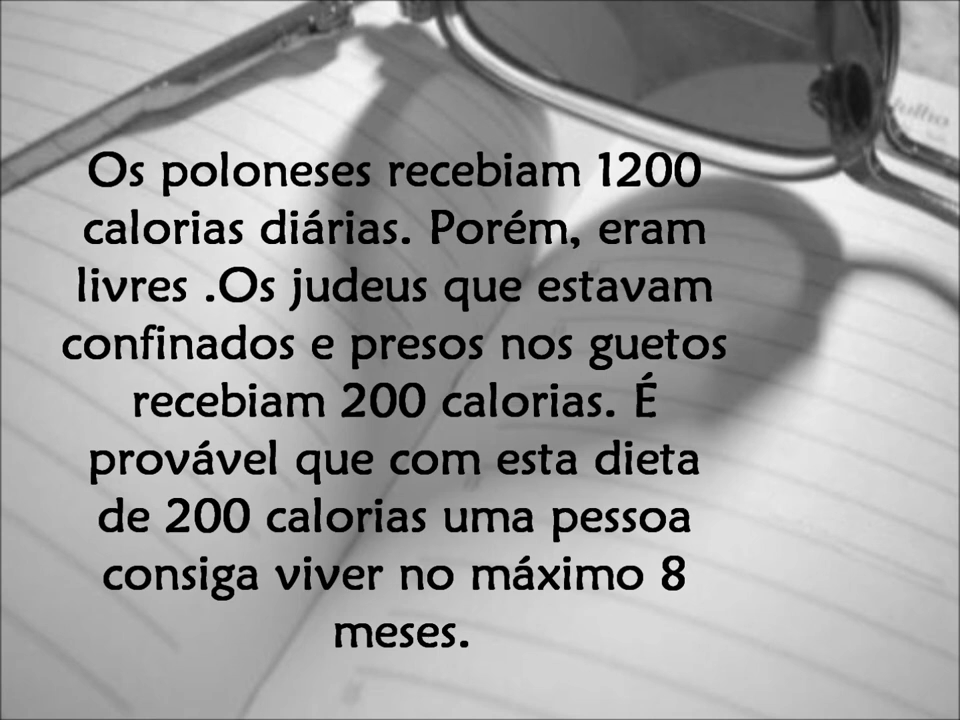 Julho
Os poloneses recebiam 1200
calorias diárias. Porém, eram
livres .Os judeus que estavam
confinados e presos nos guetos
recebiam 200 calorias. É
provável que com esta dieta
de 200 calorias uma pessoa
consiga viver no máximo 8
meses.